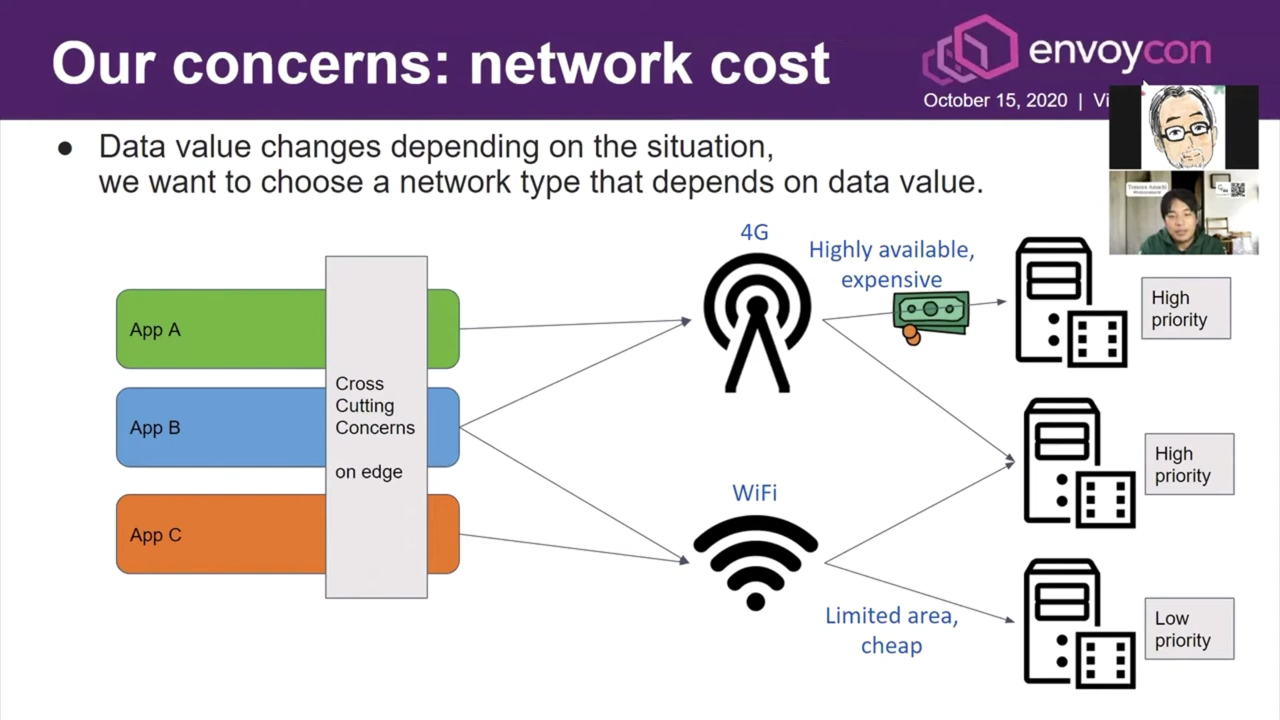 Our concerns: network cost
envoycon
October 15, 2020 | Vi
● Data value changes depending on the situation,
we want to choose a network type that depends on data value.
4G
Highly available,
expensive
High
priority
App A
Cross
Cutting
Concerns
on edge
App B
High
priority
App C
WiFi
Limited area,
cheap
Low
priority